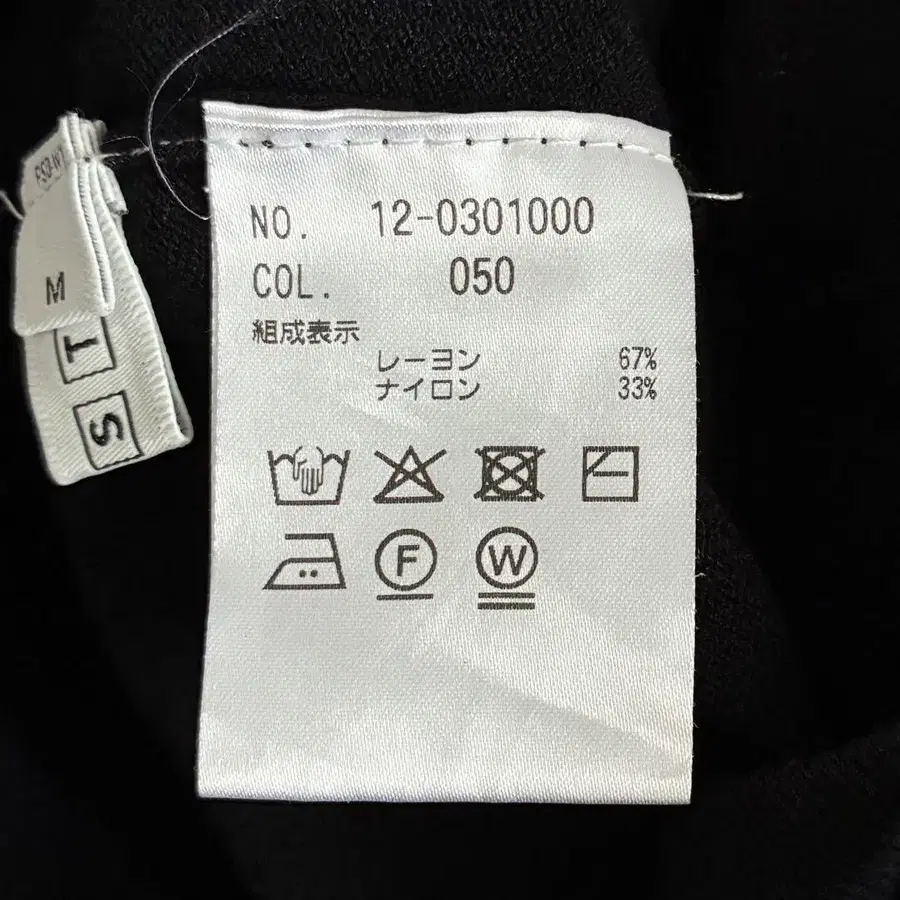 NO. 12-0301000
COL. 050
組成表示
レーヨン 67%
ナイロン 33%
F
W
M
T
S